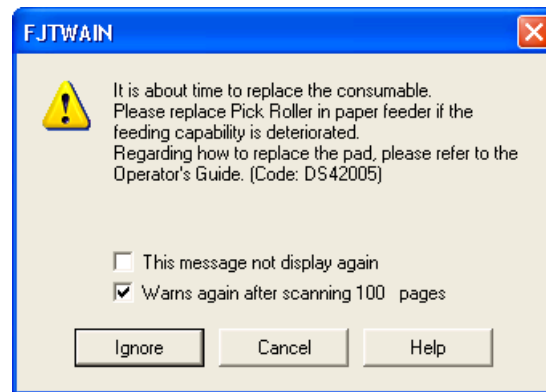 FJTWAIN
It is about time to replace the consumable.
Please replace Pick Roller in paper feeder if the
feeding capability is deteriorated.
Regarding how to replace the pad, please refer to the
Operator's Guide. (Code: DS42005)
This message not display again
Warns again after scanning 100 pages
Ignore Cancel Help